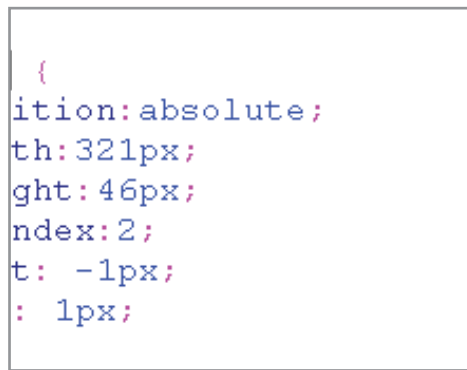 {
ition:absolute;
th:321px;
ght:46px;
ndex:2;
t: -1px;
: 1px;